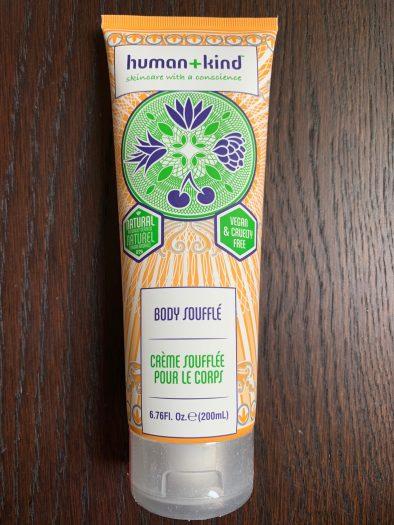 human+kind
skincare with a conscience
NATURAL
NATUREL
VEGAN
& CRUELTY
FREE
BODY SOUFFLÉ
CRÈME SOUFFLÉE
POUR LE CORPS
6.76Fl. Oz. ℮ (200mL)